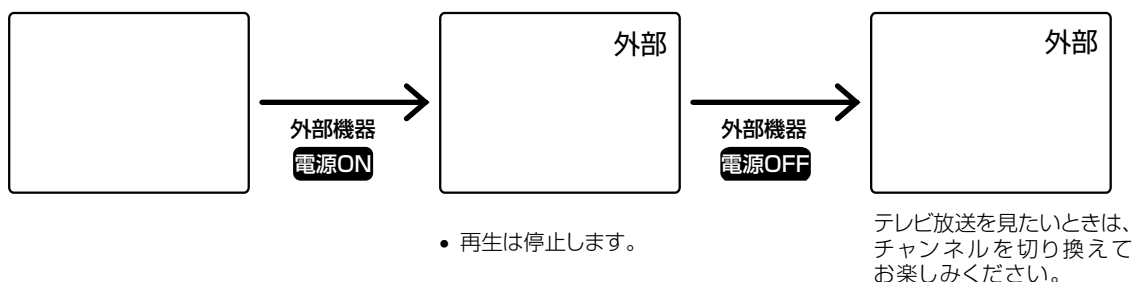 外部
外部
外部機器
電源ON
外部機器
電源OFF
• 再生は停止します。
テレビ放送を見たいときは、
チャンネルを切り換えて
お楽しみください。